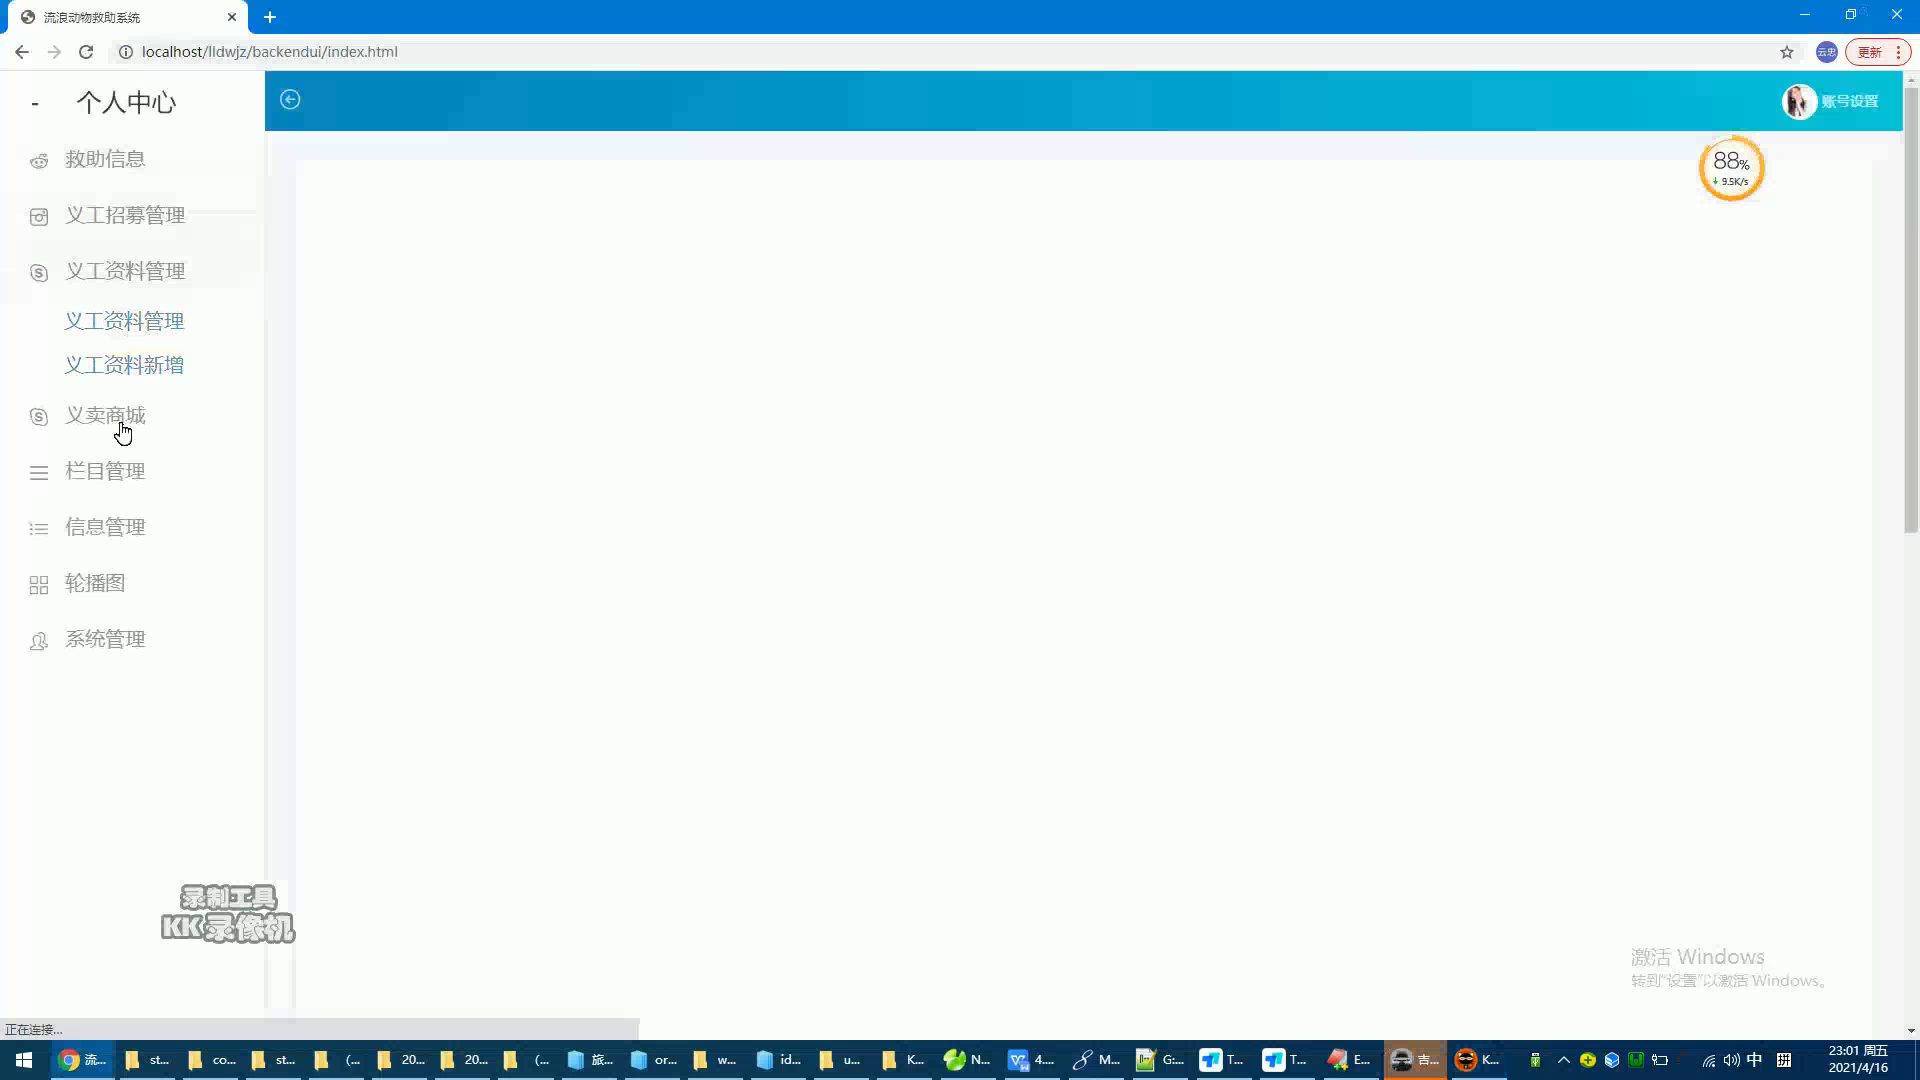 流浪动物救助系统
localhost/lldwjz/backendui/index.html
云忠
更新
- 个人中心
账号设置
88%
9.5K/s
救助信息
义工招募管理
义工资料管理
义工资料管理
义工资料新增
义卖商城
栏目管理
信息管理
轮播图
系统管理
录制工具
KK录像机
激活 Windows
转到"设置"以激活 Windows。
正在连接...
流... st... co... st... (... 20... 20... (... 旅... or... w... id... u... K... N... 4... M... G:... T... T... E... 吉... K...
中
拼
23:01 周五
2021/4/16